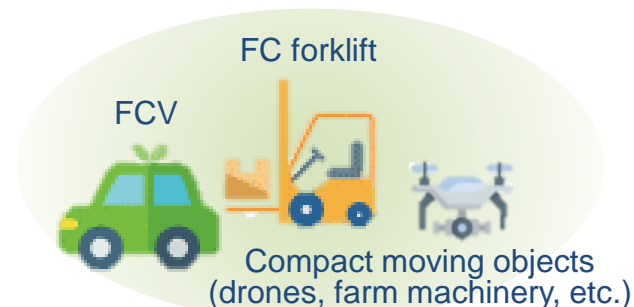 FC forklift
FCV
Compact moving objects
(drones, farm machinery, etc.)